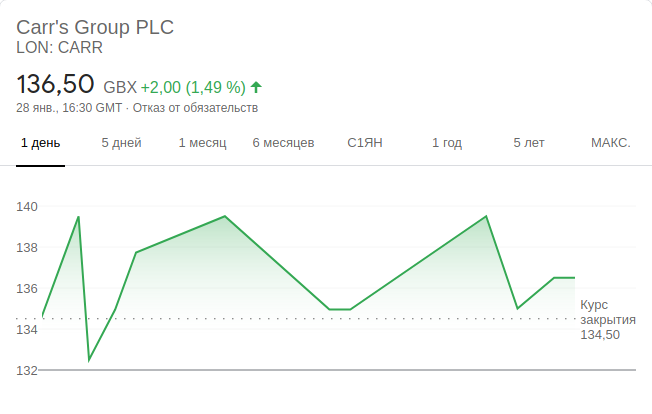 Carr's Group PLC
LON: CARR
136,50 GBX +2,00 (1,49 %)
28 янв., 16:30 GMT · Отказ от обязательств
1 день 5 дней 1 месяц 6 месяцев С1ЯН 1 год 5 лет МАКС.
140
138
136
134
132
Курс
закрытия
134,50